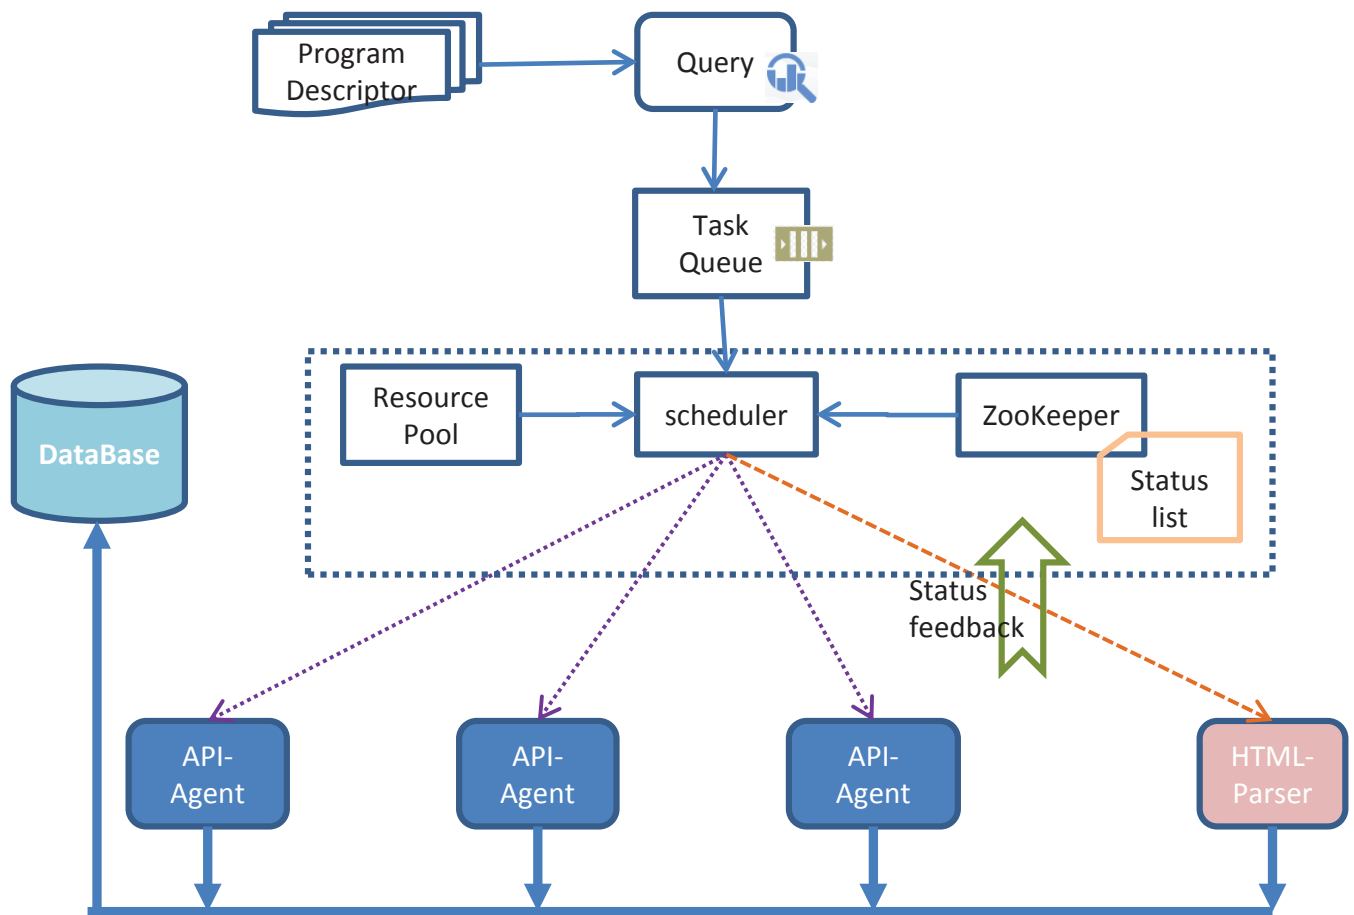 Program
Descriptor
Query
Task
Queue
Resource
Pool
scheduler
ZooKeeper
DataBase
Status
list
Status
feedback
API-
Agent
API-
Agent
API-
Agent
HTML-
Parser